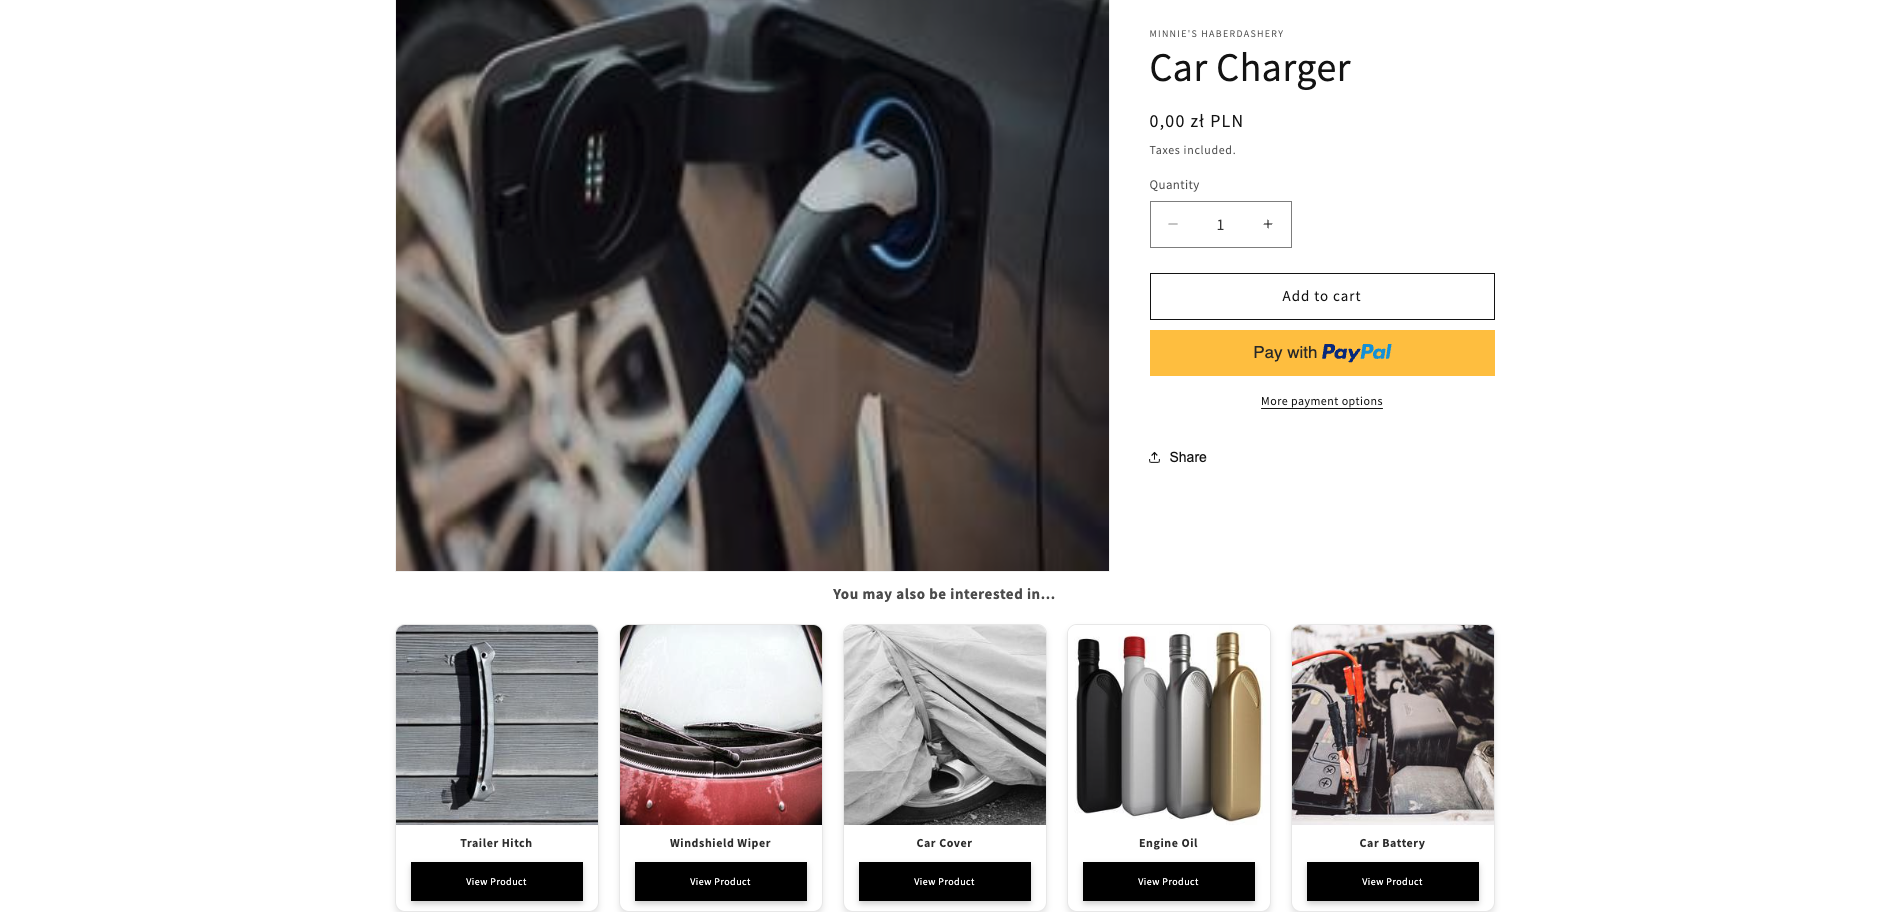 MINNIE'S HABERDASHERY
Car Charger
0,00 zł PLN
Taxes included.
Quantity
− 1 +
Add to cart
Pay with PayPal
More payment options
Share
You may also be interested in...
Trailer Hitch
View Product
Windshield Wiper
View Product
Car Cover
View Product
Engine Oil
View Product
Car Battery
View Product